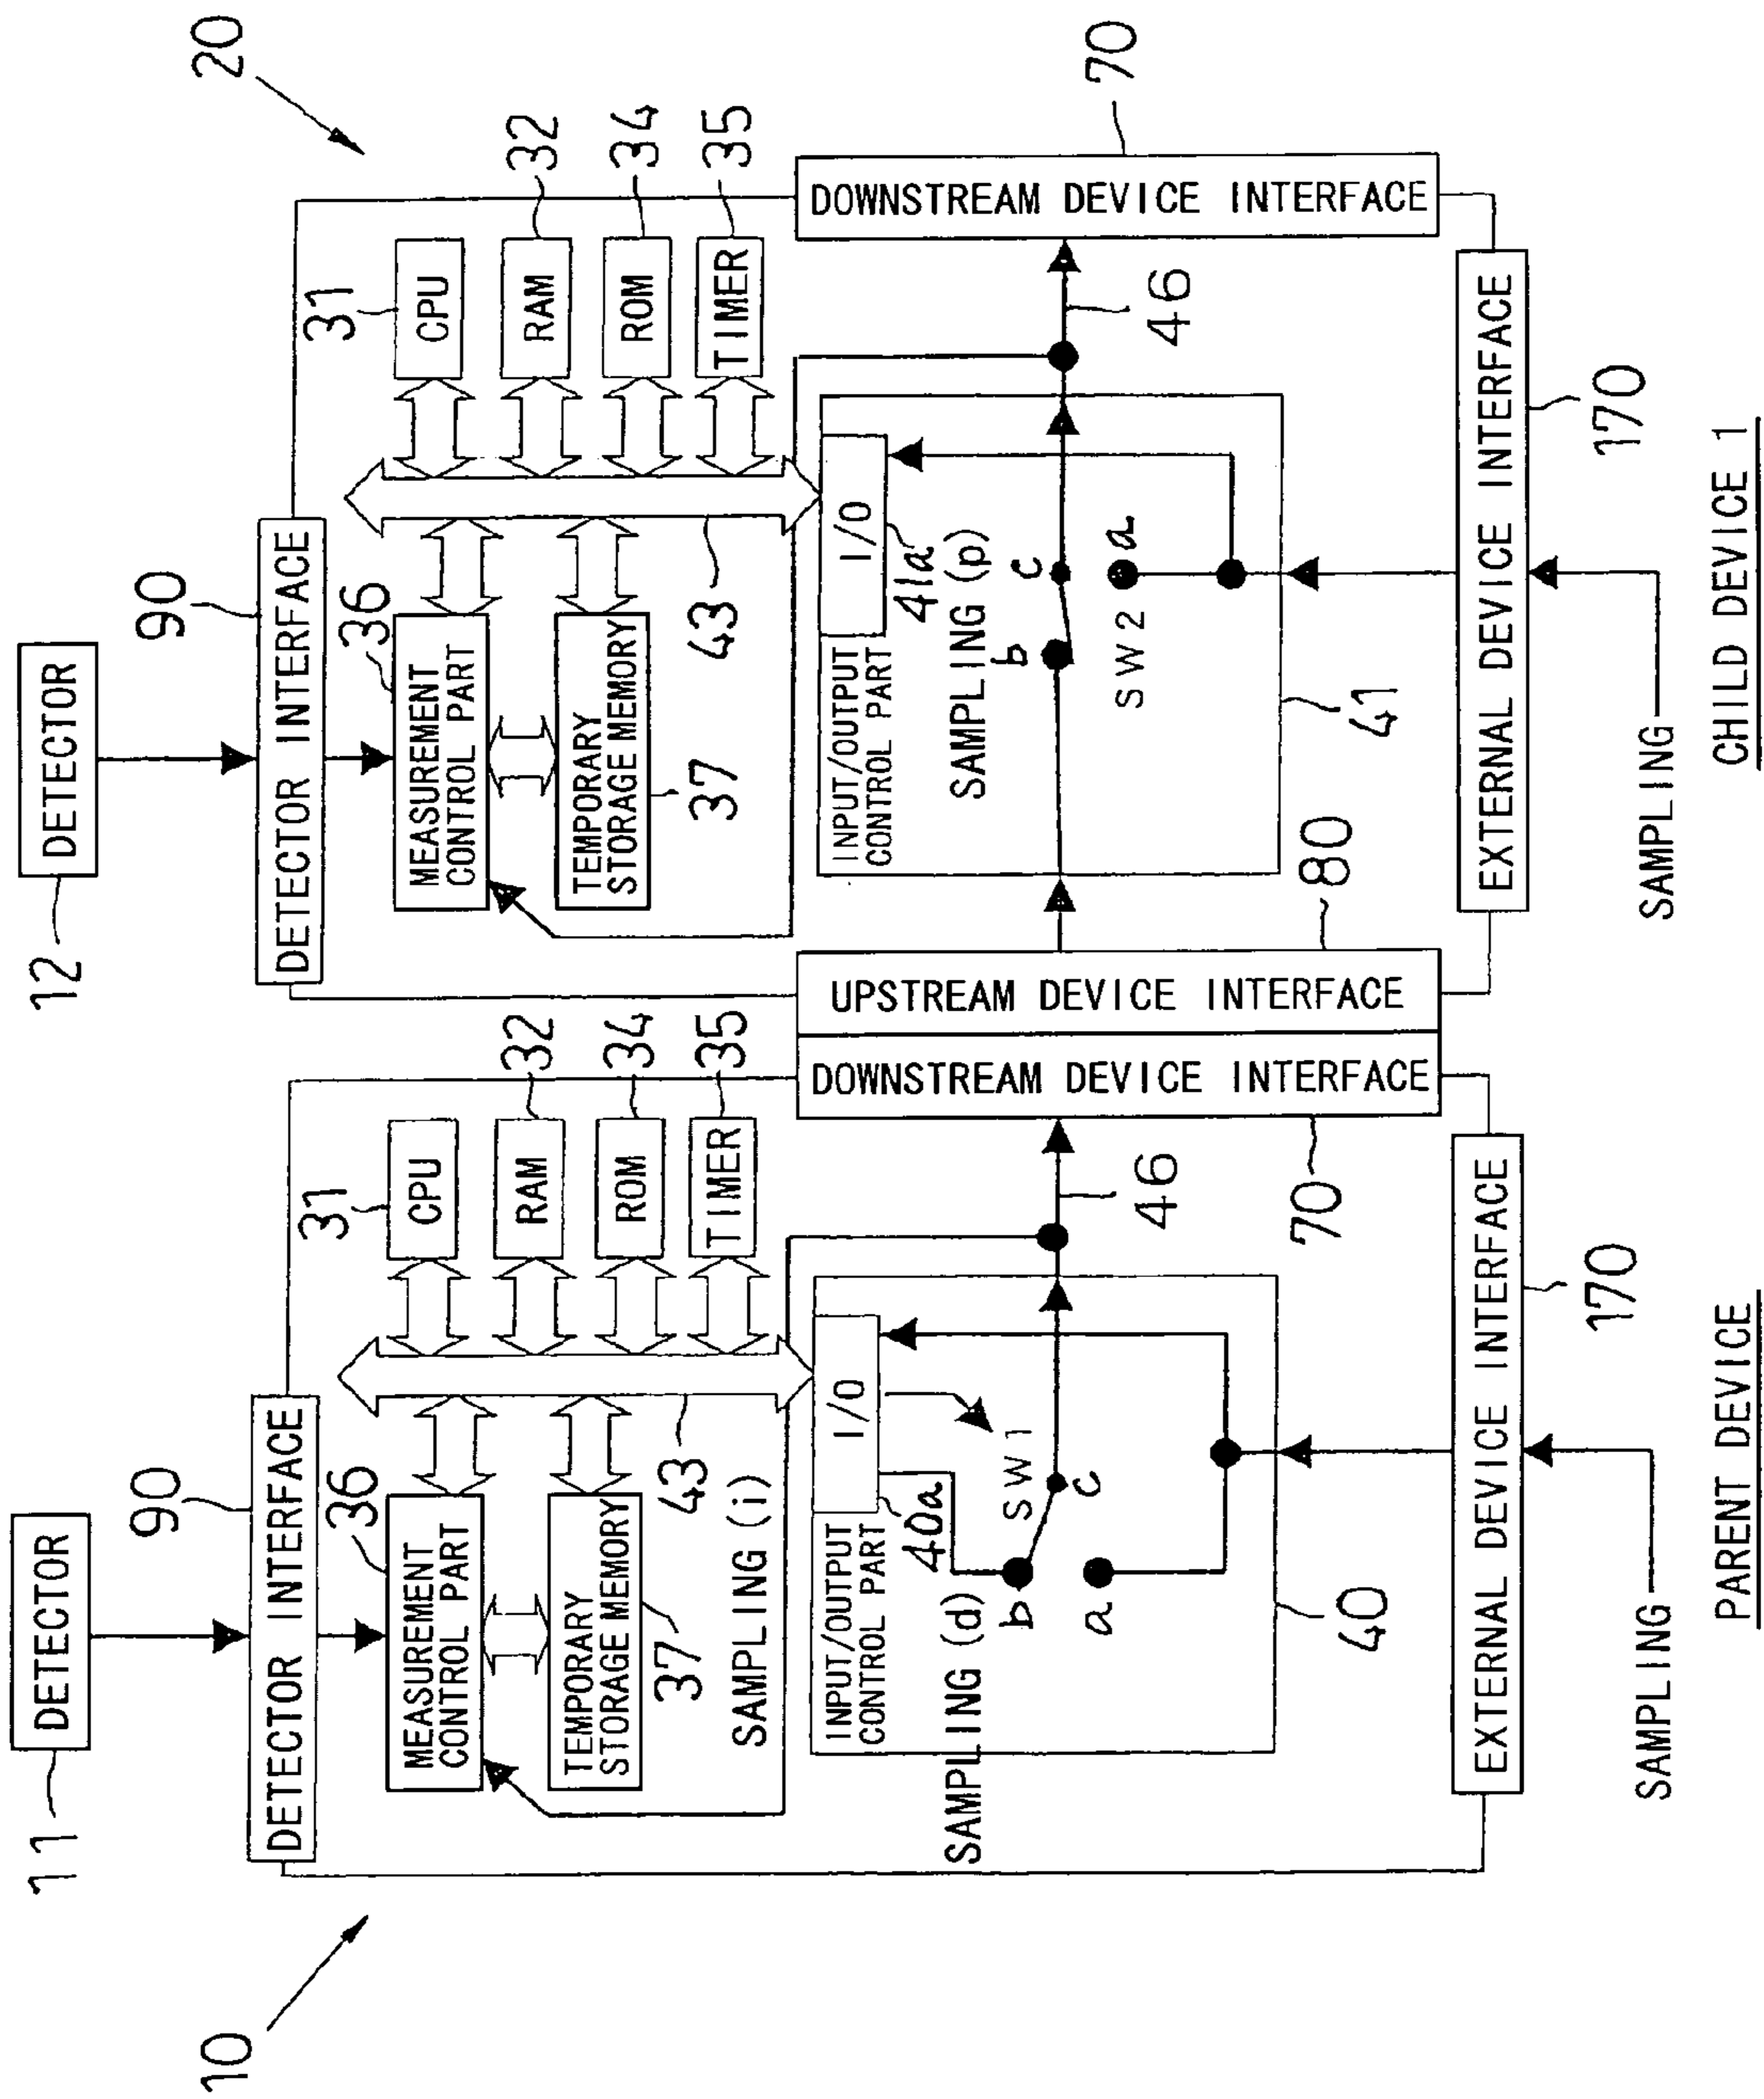 10
11
DETECTOR
90
DETECTOR INTERFACE
36
MEASUREMENT
CONTROL PART
TEMPORARY
STORAGE MEMORY
37
31
CPU
32
RAM
34
ROM
35
TIMER
43
SAMPLING (i)
I/O
40a
INPUT/OUTPUT
CONTROL PART
SAMPLING (d)
SW1
b
c
a
40
46
DOWNSTREAM DEVICE INTERFACE
70
EXTERNAL DEVICE INTERFACE
170
SAMPLING
PARENT DEVICE
20
12
DETECTOR
90
DETECTOR INTERFACE
36
MEASUREMENT
CONTROL PART
TEMPORARY
STORAGE MEMORY
37
31
CPU
32
RAM
34
ROM
35
TIMER
43
I/O
41a
INPUT/OUTPUT
CONTROL PART
SAMPLING (p)
b
c
a
SW2
41
46
UPSTREAM DEVICE INTERFACE
80
DOWNSTREAM DEVICE INTERFACE
70
EXTERNAL DEVICE INTERFACE
170
SAMPLING
CHILD DEVICE 1